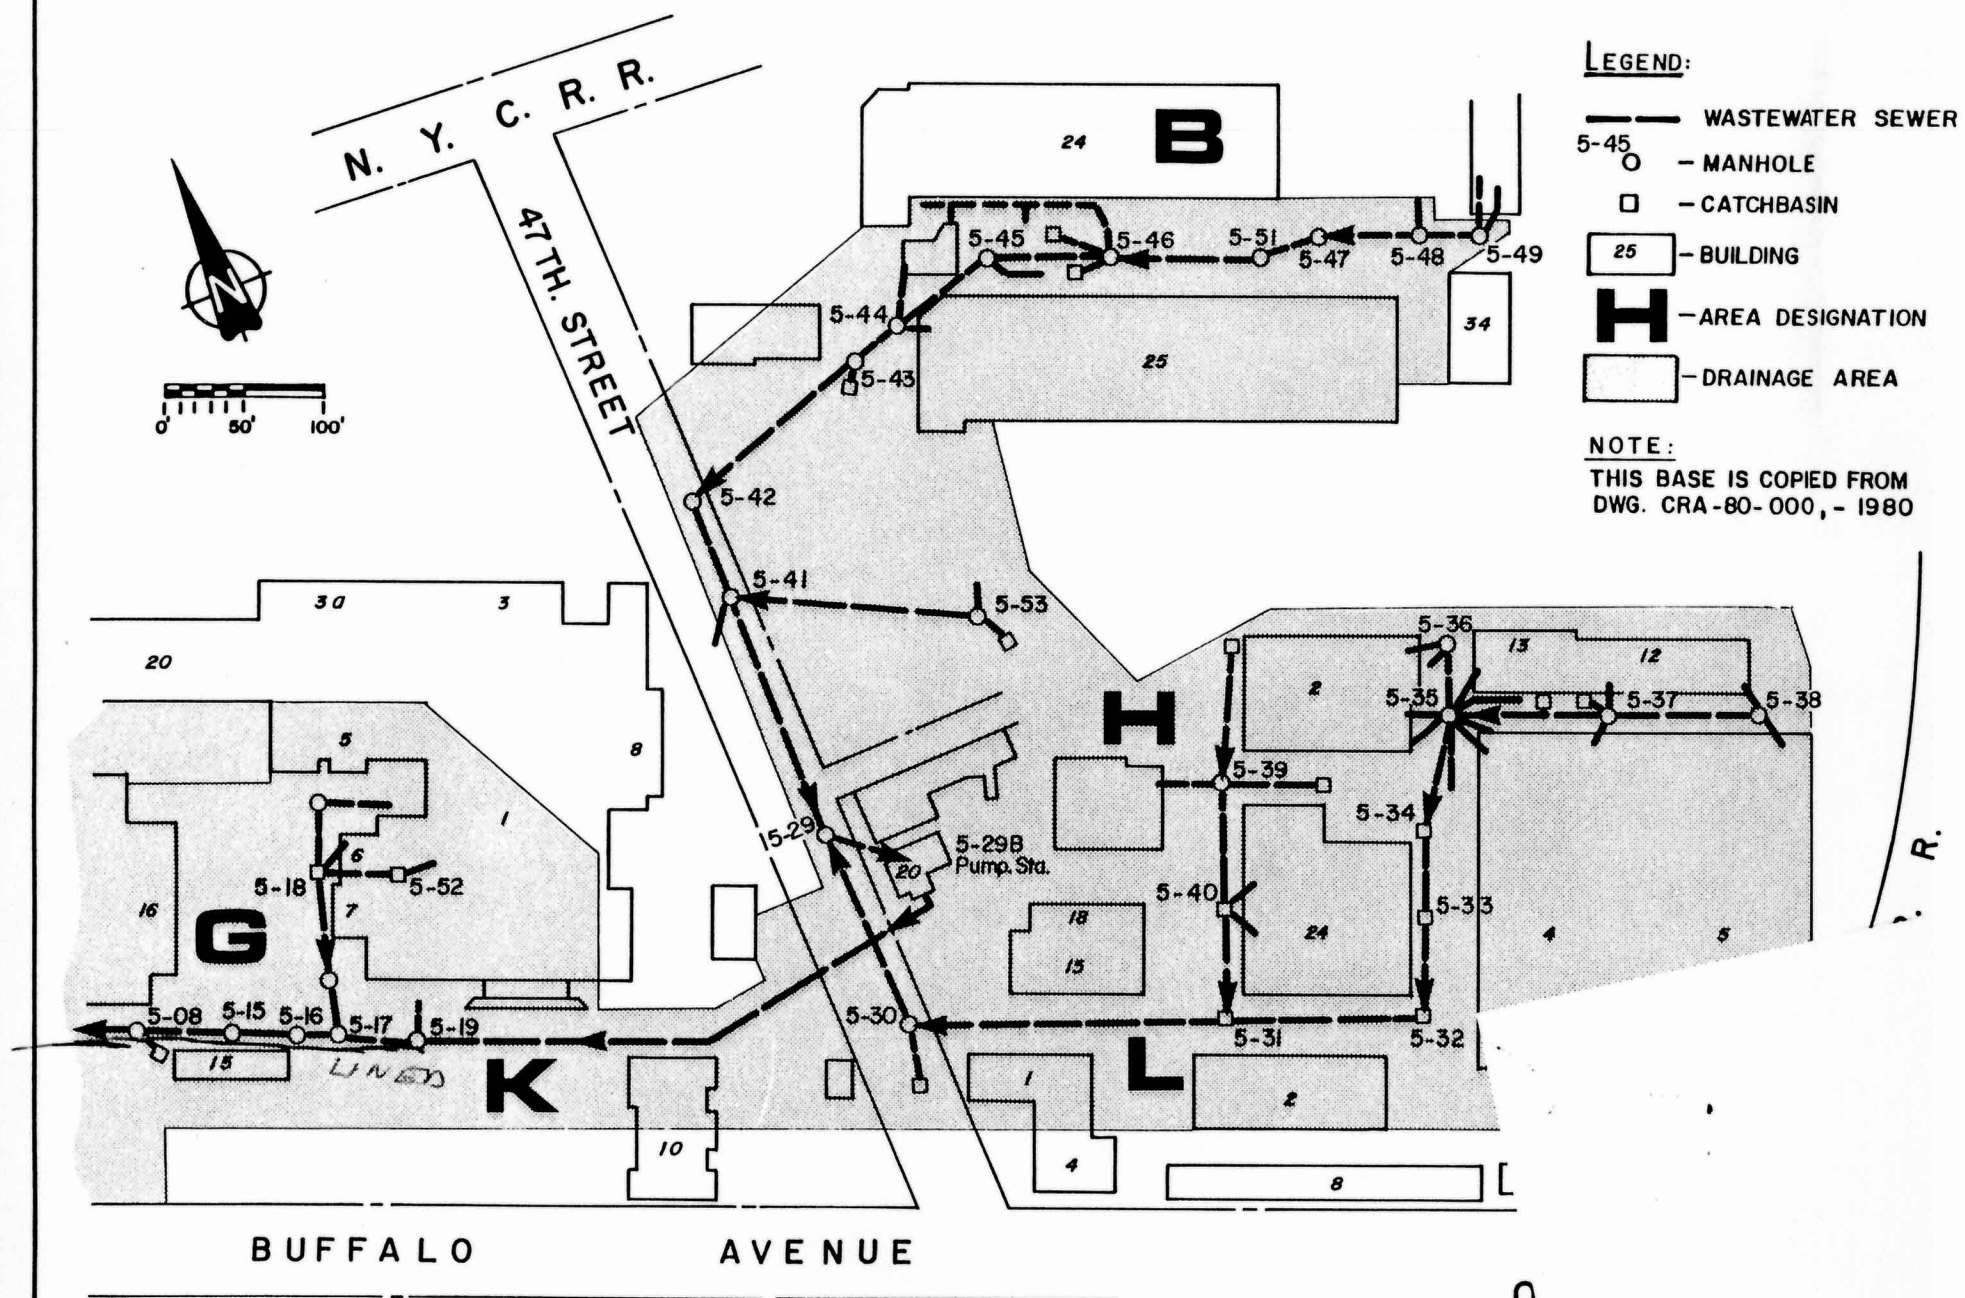 LEGEND:
WASTEWATER SEWER
5-45
- MANHOLE
- CATCHBASIN
25 - BUILDING
H - AREA DESIGNATION
- DRAINAGE AREA
NOTE:
THIS BASE IS COPIED FROM
DWG. CRA-80-000, - 1980
N. Y. C. R. R.
47TH. STREET
N
0' 50' 100'
24
B
5-45
5-46
5-51
5-47
5-48
5-49
5-44
34
25
5-43
5-42
5-41
5-53
3a
3
20
5-36
13
12
2
5-35
5-37
5-38
H
5
8
5-39
1
5-34
5-29
5-29B
Pump. Sta.
20
6
5-18
5-52
5-40
5-33
16
7
G
18
24
4
5
15
R.
5-08
5-15
5-16
5-17
5-19
5-30
5-31
5-32
15
LINED
K
L
1
2
10
4
8
BUFFALO AVENUE